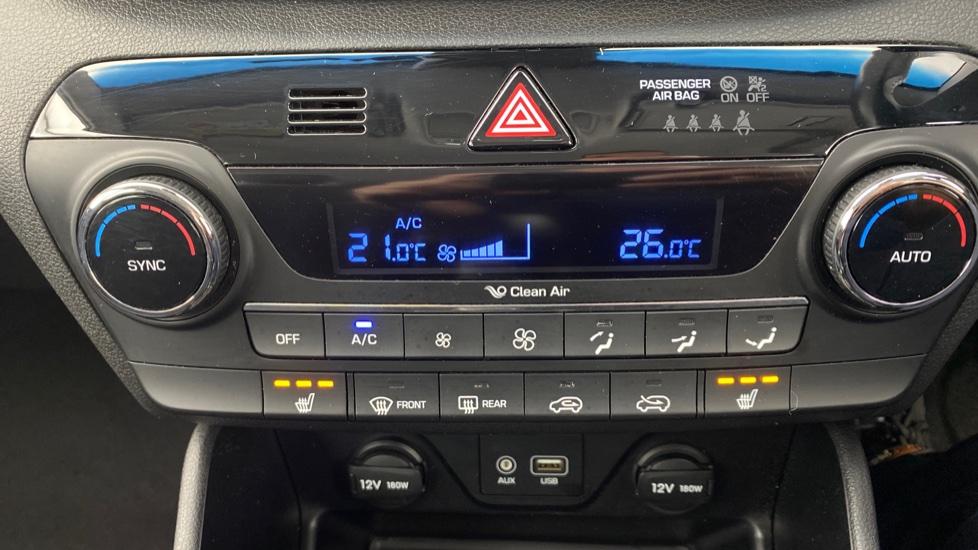 PASSENGER
AIR BAG
ON OFF
A/C
21.0°C
26.0°C
SYNC
AUTO
Clean Air
OFF
A/C
FRONT
REAR
12V 180W
AUX
USB
12V 180W